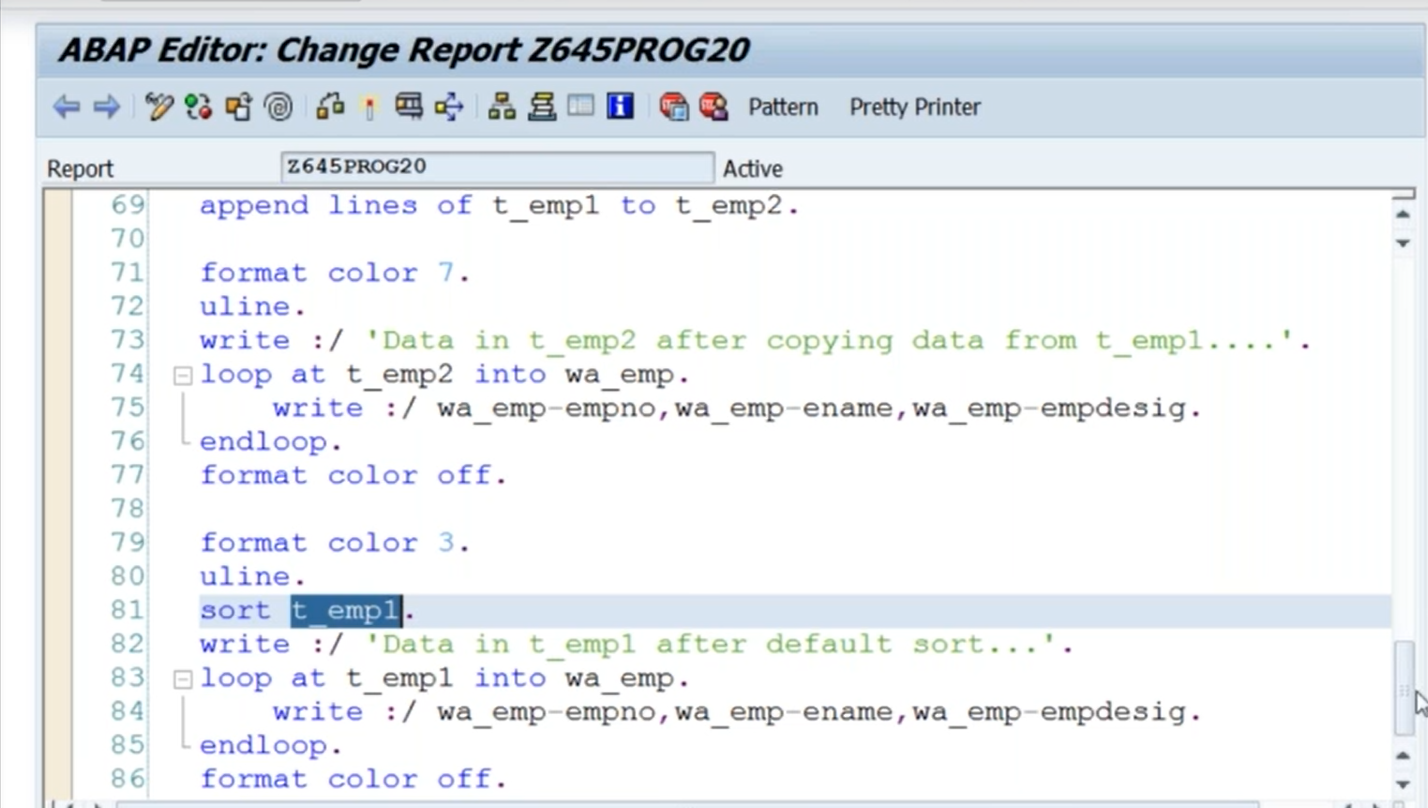 ABAP Editor: Change Report Z645PROG20
Pattern Pretty Printer
Report Z645PROG20 Active
69 append lines of t_emp1 to t_emp2.
70
71 format color 7.
72 uline.
73 write :/ 'Data in t_emp2 after copying data from t_emp1....'.
74 loop at t_emp2 into wa_emp.
75 write :/ wa_emp-empno,wa_emp-ename,wa_emp-empdesig.
76 endloop.
77 format color off.
78
79 format color 3.
80 uline.
81 sort t_emp1.
82 write :/ 'Data in t_emp1 after default sort...'.
83 loop at t_emp1 into wa_emp.
84 write :/ wa_emp-empno,wa_emp-ename,wa_emp-empdesig.
85 endloop.
86 format color off.